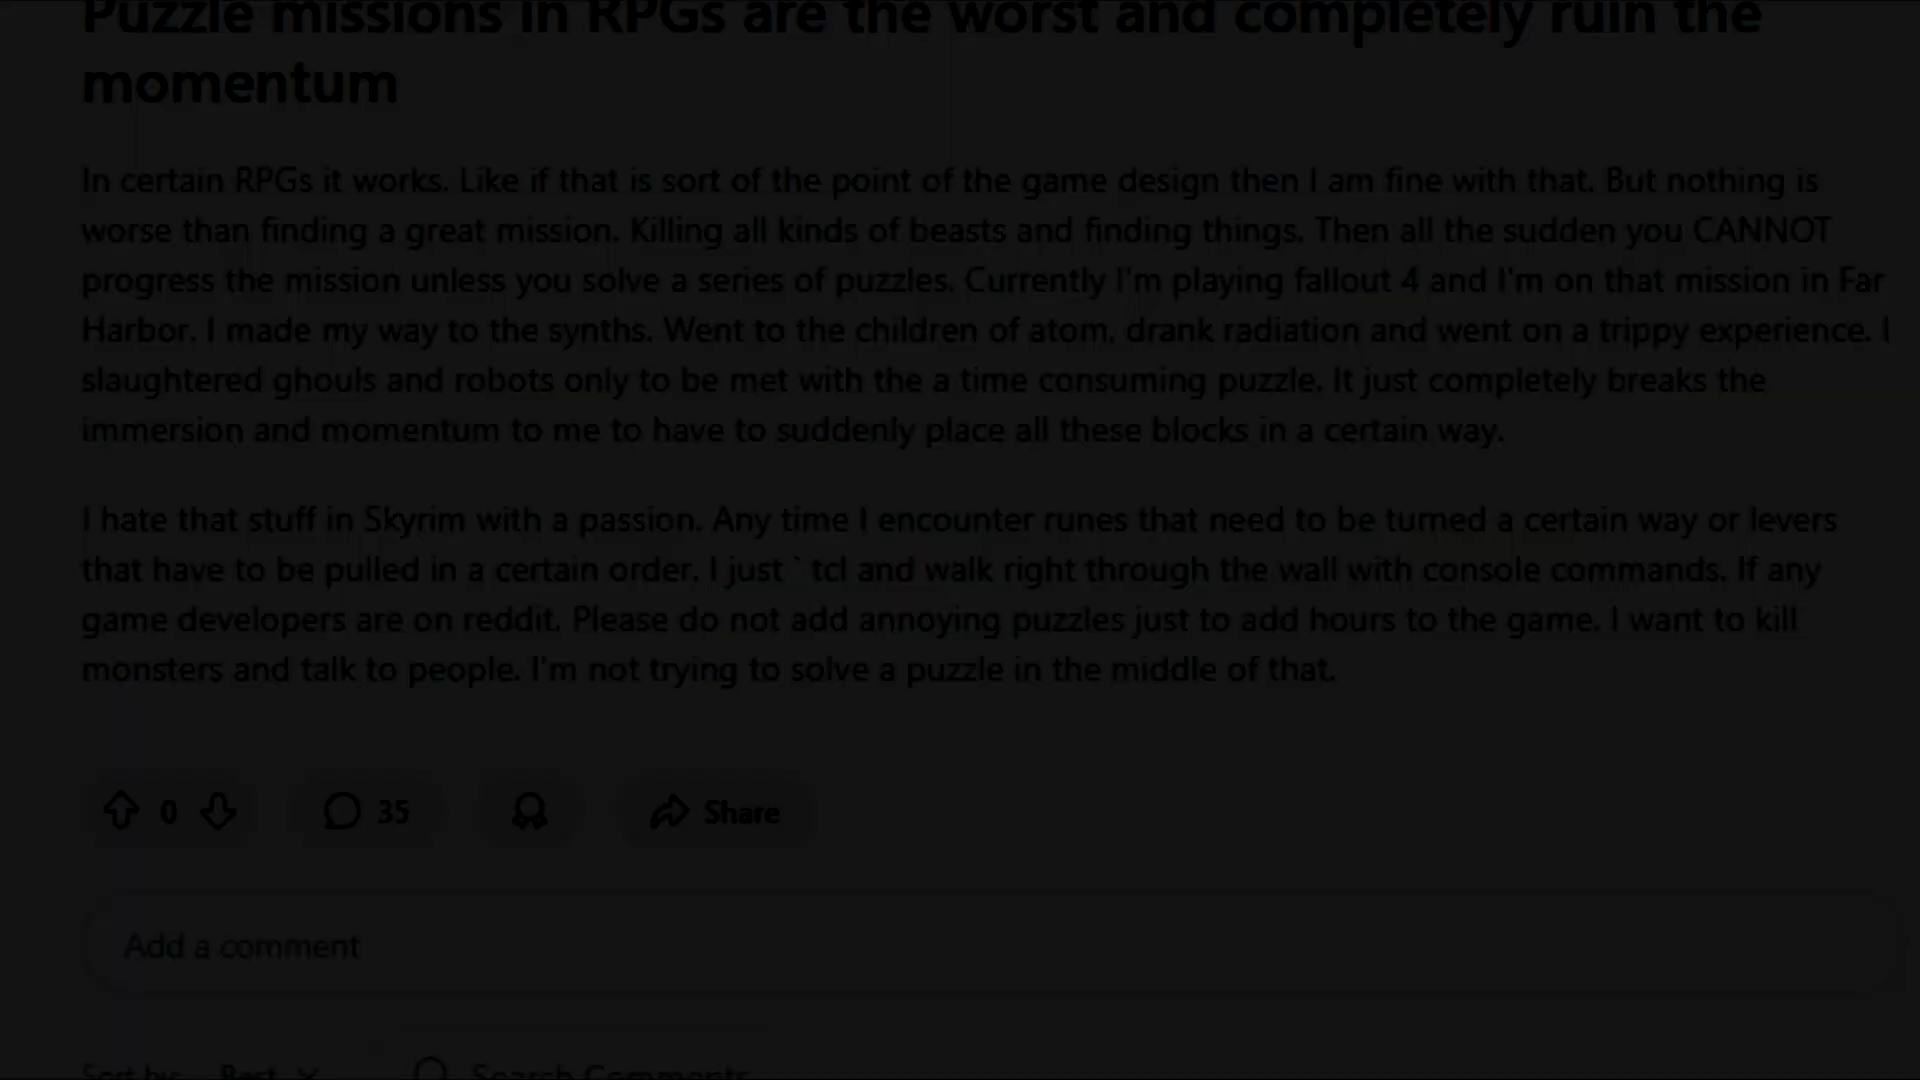 Puzzle missions in RPGs are the worst and completely ruin the
momentum
In certain RPGs it works. Like if that is sort of the point of the game design then I am fine with that. But nothing is
worse than finding a great mission. Killing all kinds of beasts and finding things. Then all the sudden you CANNOT
progress the mission unless you solve a series of puzzles. Currently I'm playing fallout 4 and I'm on that mission in Far
Harbor. I made my way to the synths. Went to the children of atom, drank radiation and went on a trippy experience. I
slaughtered ghouls and robots only to be met with the a time consuming puzzle. It just completely breaks the
immersion and momentum to me to have to suddenly place all these blocks in a certain way.
I hate that stuff in Skyrim with a passion. Any time I encounter runes that need to be turned a certain way or levers
that have to be pulled in a certain order. I just ` tcl and walk right through the wall with console commands. If any
game developers are on reddit. Please do not add annoying puzzles just to add hours to the game. I want to kill
monsters and talk to people. I'm not trying to solve a puzzle in the middle of that.
0 35 Share
Add a comment
Sort by: Best Search Comments